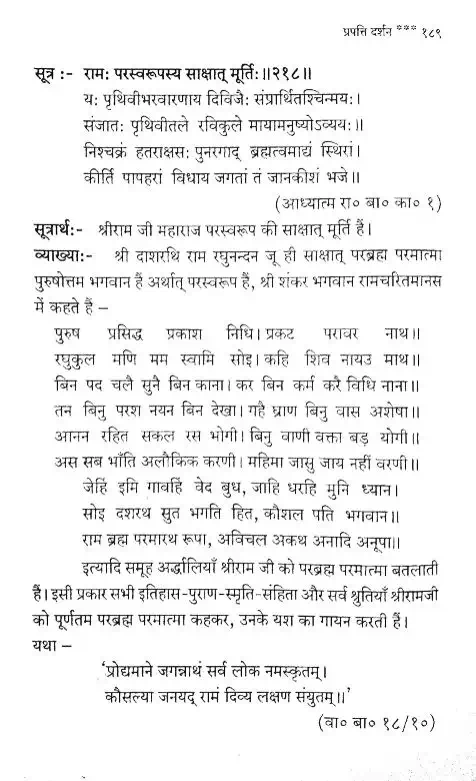 प्रपत्ति दर्शन *** १८९
सूत्र :- रामः परस्वरूपस्य साक्षात् मूर्तिः॥२१८॥
यः पृथिवीभरवारणाय दिविजैः संप्रार्थितश्चिन्मयः।
संजातः पृथिवीतले रविकुले मायामनुष्योऽव्ययः॥
निश्चक्रं हतराक्षसः पुनरगाद् ब्रह्मत्वमाद्यं स्थिरां।
कीर्ति पापहरां विधाय जगतां तं जानकीशं भजे॥
(आध्यात्म रा० बा० का० १)
सूत्रार्थः- श्रीराम जी महाराज परस्वरूप की साक्षात् मूर्ति हैं।
व्याख्याः- श्री दाशरथि राम रघुनन्दन जू ही साक्षात् परब्रह्म परमात्मा
पुरुषोत्तम भगवान हैं अर्थात् परस्वरूप हैं, श्री शंकर भगवान रामचरितमानस
में कहते हैं –
पुरुष प्रसिद्ध प्रकाश निधि। प्रकट परावर नाथ॥
रघुकुल मणि मम स्वामि सोइ। कहि शिव नायउ माथ॥
बिन पद चलै सुनै बिन काना। कर बिन कर्म करै विधि नाना॥
तन बिनु परश नयन बिन देखा। गहै घ्राण बिनु वास अशेषा॥
आनन रहित सकल रस भोगी। बिनु वाणी वक्ता बड़ योगी॥
अस सब भाँति अलौकिक करणी। महिमा जासु जाय नहीं वरणी॥
जेहिं इमि गावहिं वेद बुध, जाहि धरहि मुनि ध्यान।
सोइ दशरथ सुत भगति हित, कौशल पति भगवान॥
राम ब्रह्म परमारथ रूपा, अविचल अकथ अनादि अनूपा॥
इत्यादि समूह अर्द्धालियाँ श्रीराम जी को परब्रह्म परमात्मा बतलाती
हैं। इसी प्रकार सभी इतिहास-पुराण-स्मृति-संहिता और सर्व श्रुतियाँ श्रीरामजी
को पूर्णतम परब्रह्म परमात्मा कहकर, उनके यश का गायन करती हैं।
यथा –
‘प्रोद्यमाने जगन्नाथं सर्व लोक नमस्कृतम्।
कौसल्या जनयद् रामं दिव्य लक्षण संयुतम्॥’
(वा० बा० १८/१०)